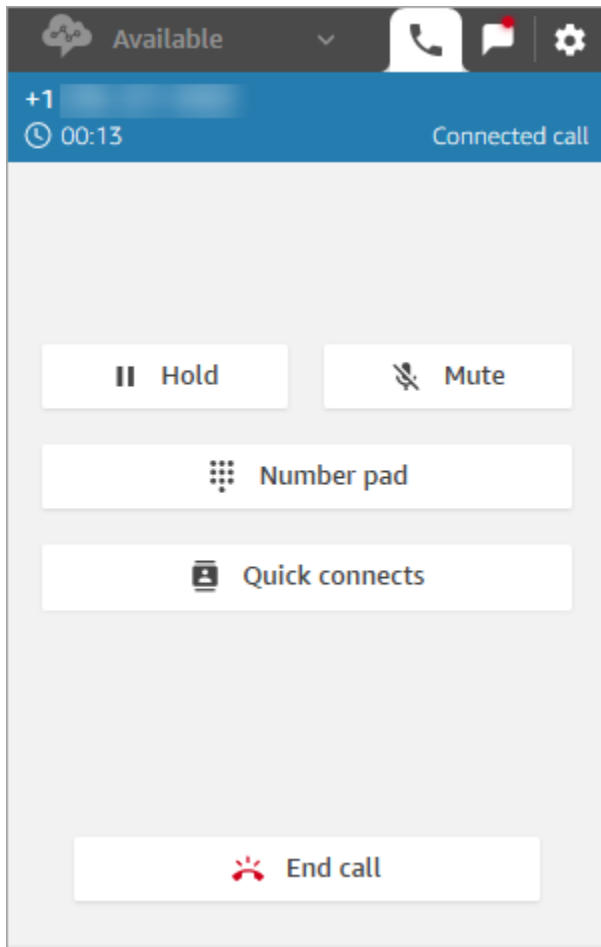 Available
+1
00:13 Connected call
Hold Mute
Number pad
Quick connects
End call